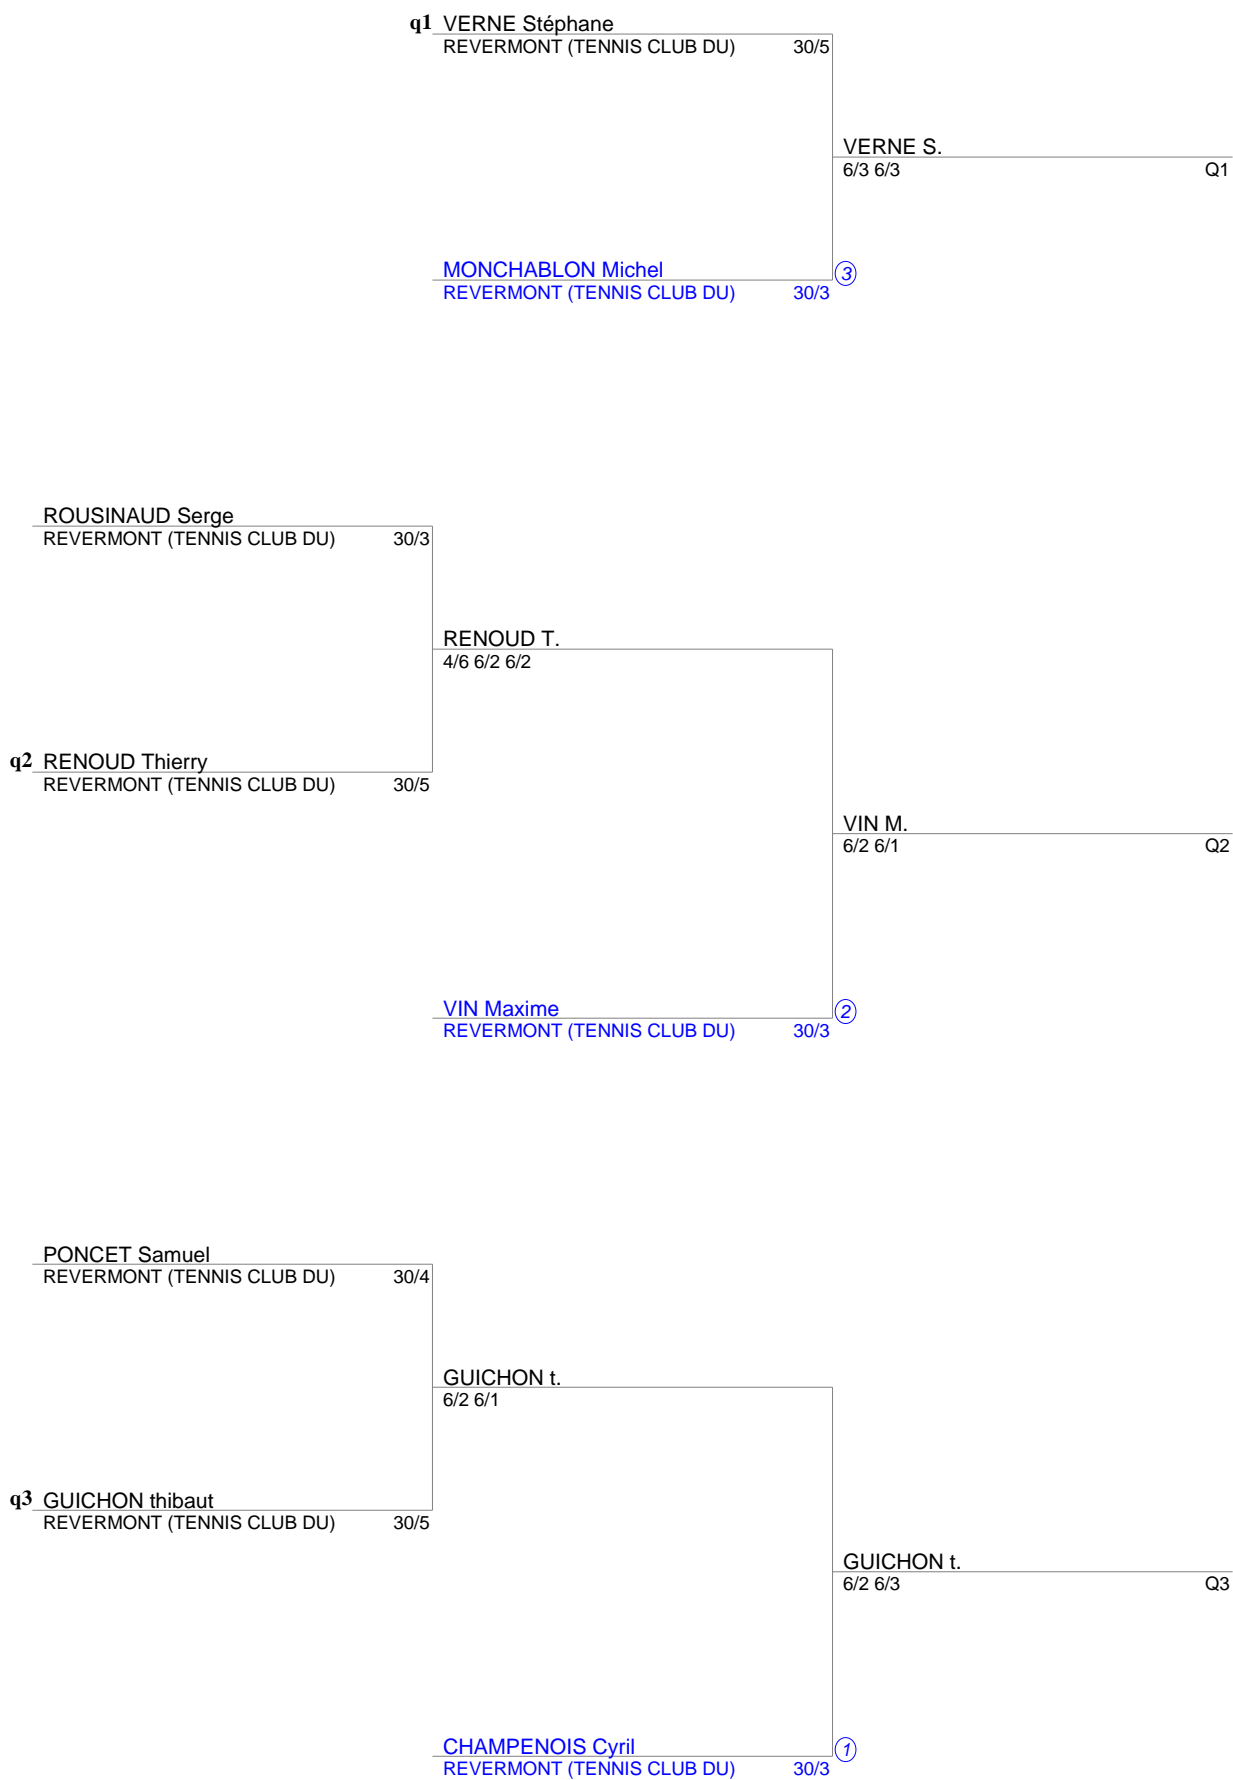 q1 VERNE Stéphane
REVERMONT (TENNIS CLUB DU) 30/5
VERNE S.
6/3 6/3 Q1
MONCHABLON Michel 3
REVERMONT (TENNIS CLUB DU) 30/3
ROUSINAUD Serge
REVERMONT (TENNIS CLUB DU) 30/3
RENOUD T.
4/6 6/2 6/2
q2 RENOUD Thierry
REVERMONT (TENNIS CLUB DU) 30/5
VIN M.
6/2 6/1 Q2
VIN Maxime 2
REVERMONT (TENNIS CLUB DU) 30/3
PONCET Samuel
REVERMONT (TENNIS CLUB DU) 30/4
GUICHON t.
6/2 6/1
q3 GUICHON thibaut
REVERMONT (TENNIS CLUB DU) 30/5
GUICHON t.
6/2 6/3 Q3
CHAMPENOIS Cyril 1
REVERMONT (TENNIS CLUB DU) 30/3